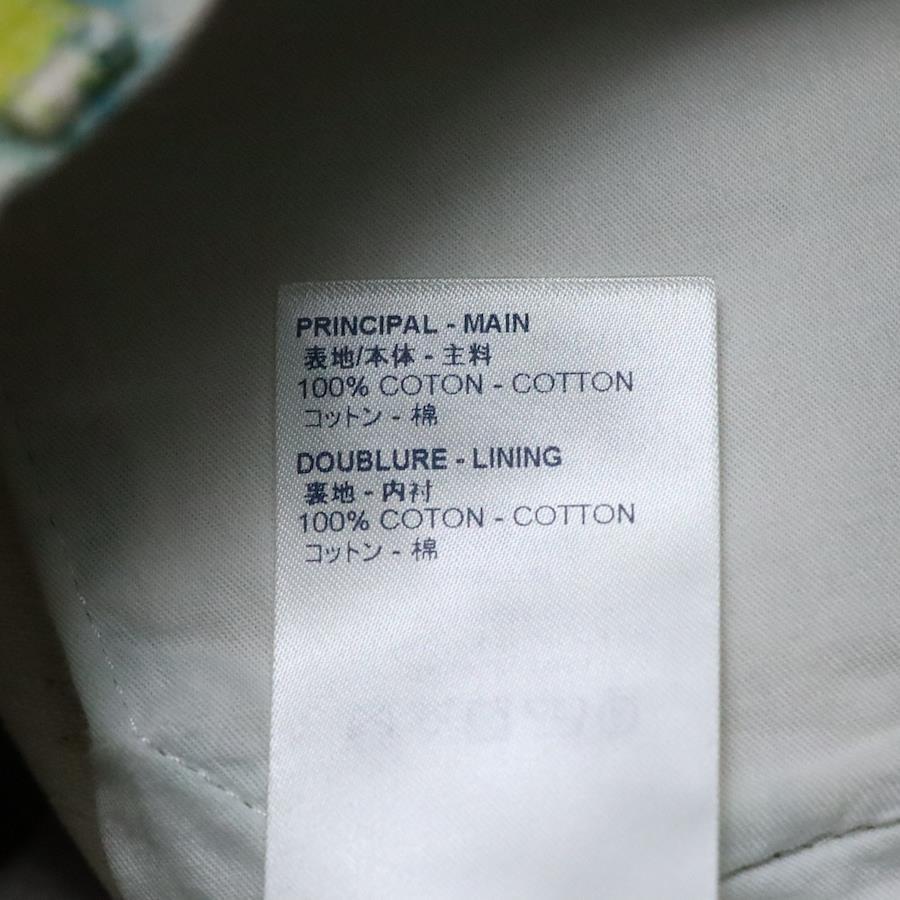 PRINCIPAL - MAIN
表地/本体 - 主料
100% COTON - COTTON
コットン - 棉
DOUBLURE - LINING
裏地 - 内衬
100% COTON - COTTON
コットン - 棉